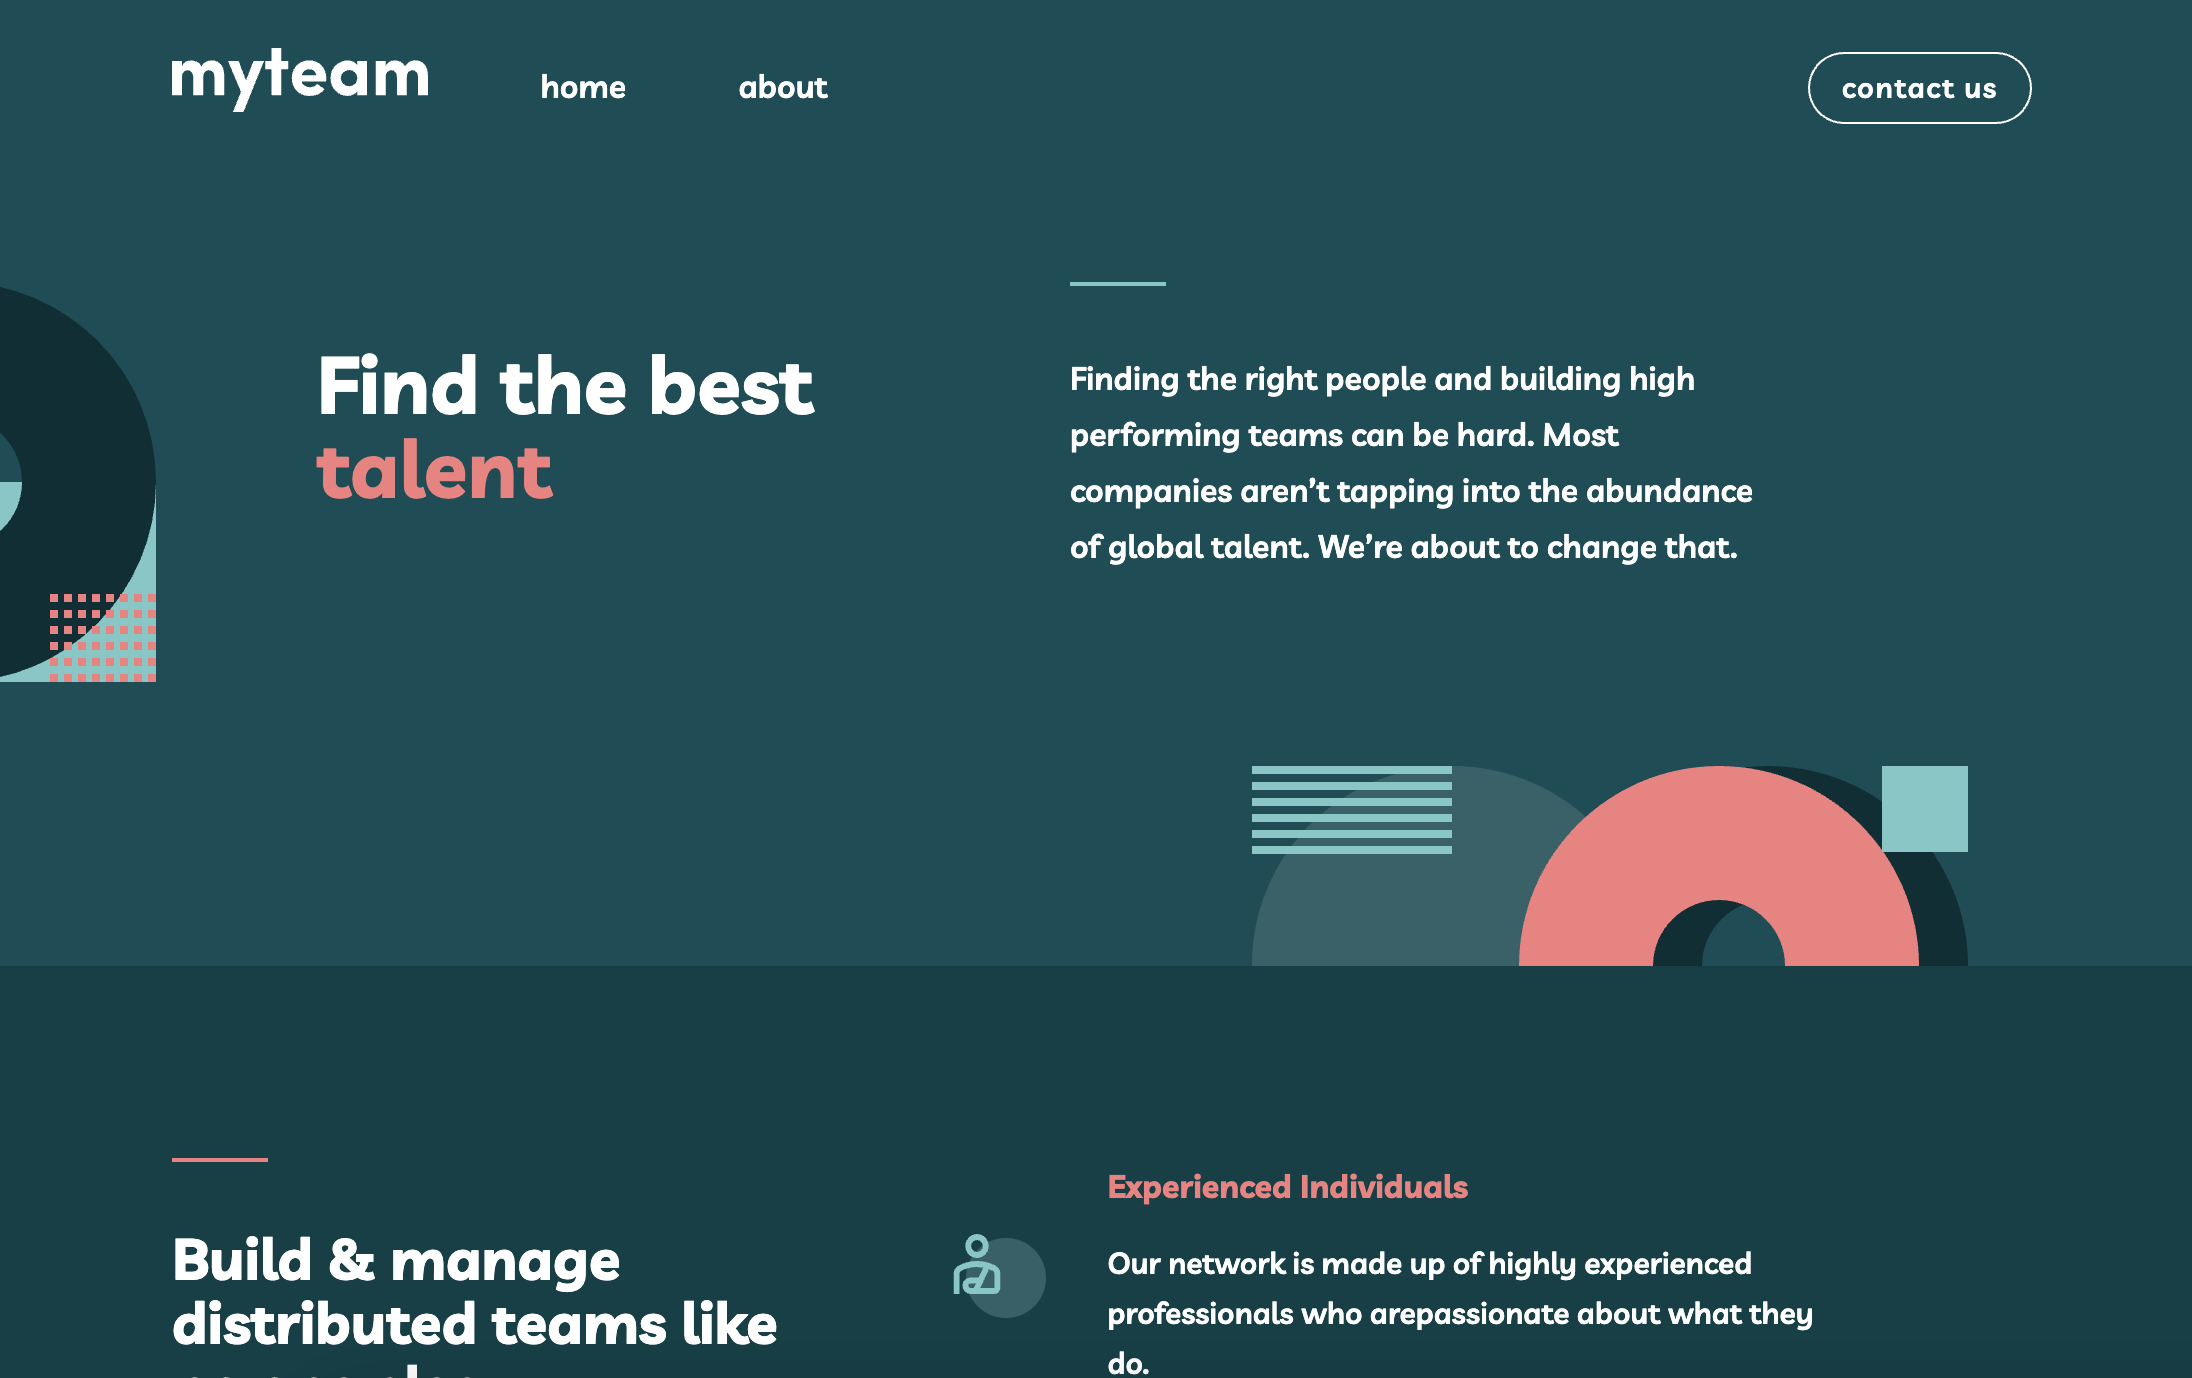 myteam
home
about
contact us
Find the best
talent
Finding the right people and building high
performing teams can be hard. Most
companies aren’t tapping into the abundance
of global talent. We’re about to change that.
Build & manage
distributed teams like
Experienced Individuals
Our network is made up of highly experienced
professionals who arepassionate about what they
do.